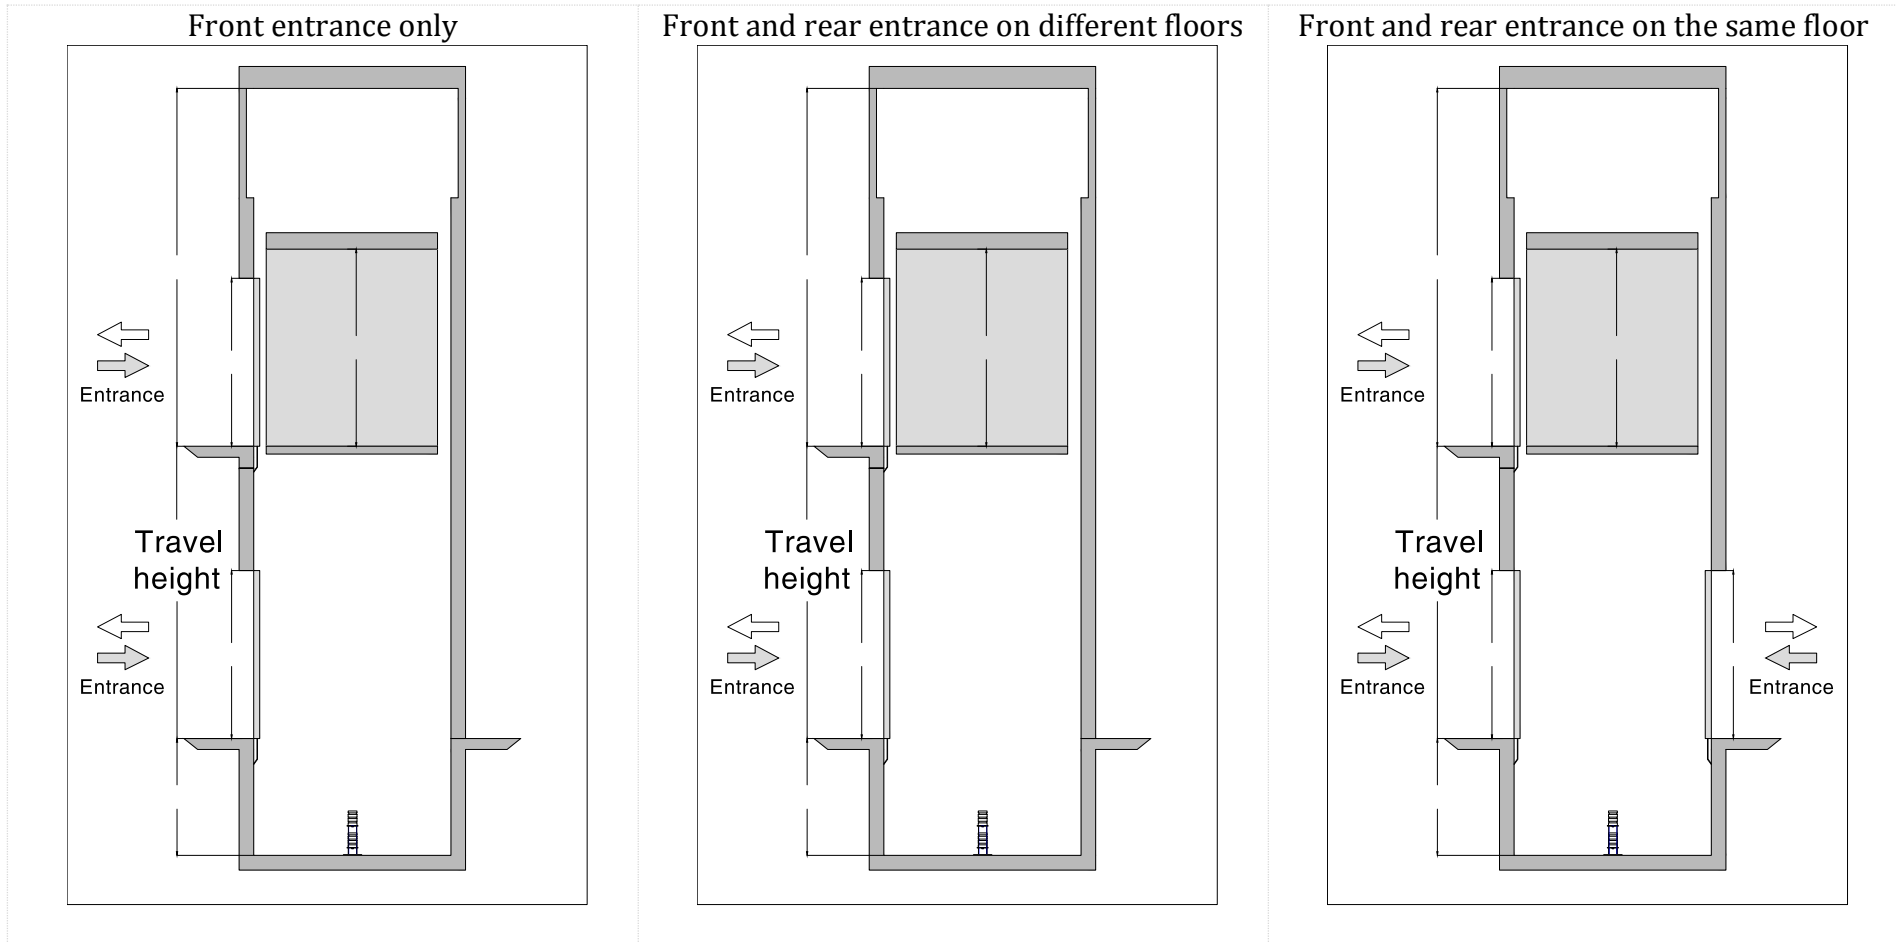 Front entrance only
Front and rear entrance on different floors
Front and rear entrance on the same floor
Entrance
Travel
height
Entrance
Entrance
Travel
height
Entrance
Entrance
Travel
height
Entrance
Entrance